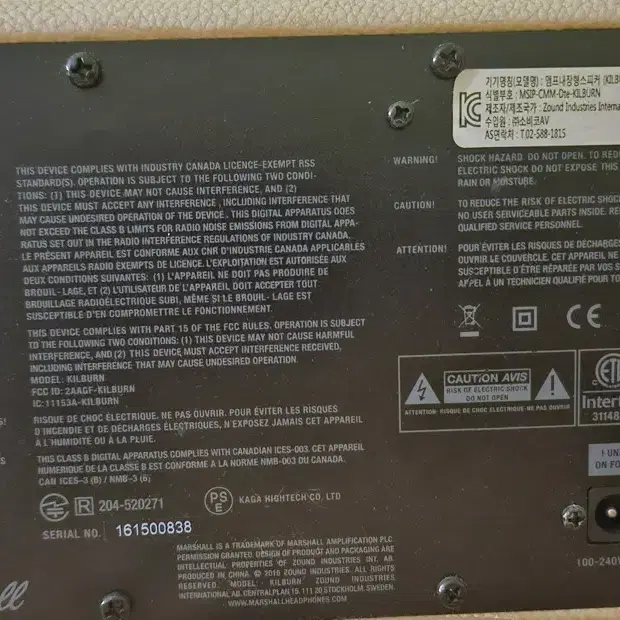 THIS DEVICE COMPLIES WITH INDUSTRY CANADA LICENCE-EXEMPT RSS
STANDARD(S). OPERATION IS SUBJECT TO THE FOLLOWING TWO CONDI-
TIONS: (1) THIS DEVICE MAY NOT CAUSE INTERFERENCE, AND (2)
THIS DEVICE MUST ACCEPT ANY INTERFERENCE, INCLUDING INTERFERENCE THAT
MAY CAUSE UNDESIRED OPERATION OF THE DEVICE. THIS DIGITAL APPARATUS DOES
NOT EXCEED THE CLASS B LIMITS FOR RADIO NOISE EMISSIONS FROM DIGITAL APPA-
RATUS SET OUT IN THE RADIO INTERFERENCE REGULATIONS OF INDUSTRY CANADA.
LE PRÉSENT APPAREIL EST CONFORME AUX CNR D'INDUSTRIE CANADA APPLICABLES
AUX APPAREILS RADIO EXEMPTS DE LICENCE. L'EXPLOITATION EST AUTORISÉE AUX
DEUX CONDITIONS SUIVANTES: (1) L'APPAREIL NE DOIT PAS PRODUIRE DE
BROUIL - LAGE, ET (2) L'UTILISATEUR DE L'APPAREIL DOIT ACCEPTER TOUT
BROUILLAGE RADIOÉLECTRIQUE SUBI, MÊME SI LE BROUIL - LAGE EST
SUSCEPTIBLE D'EN COMPROMETTRE LE FONCTIONNEMENT.
THIS DEVICE COMPLIES WITH PART 15 OF THE FCC RULES. OPERATION IS SUBJECT
TO THE FOLLOWING TWO CONDITIONS: (1) THIS DEVICE MAY NOT CAUSE HARMFUL
INTERFERENCE, AND (2) THIS DEVICE MUST ACCEPT INTERFERENCE RECEIVED,
INCLUDING INTERFERENCE THAT MAY CAUSE UNDESIRED OPERATION.
MODEL: KILBURN
FCC ID: 2AAGF-KILBURN
IC: 11153A-KILBURN
RISQUE DE CHOC ÉLECTRIQUE. NE PAS OUVRIR. POUR ÉVITER LES RISQUES
D'INCENDIE ET DE DÉCHARGES ÉLECTRIQUES, N'EXPOSEZ JAMAIS CET APPAREIL
À L'HUMIDITÉ OU À LA PLUIE.
THIS CLASS B DIGITAL APPARATUS COMPLIES WITH CANADIAN ICES-003. CET APPAREIL
NUMERIQUE DE LA CLASSE B EST CONFORME À LA NORME NMB-003 DU CANADA.
CAN ICES-3 (B) / NMB-3 (B)
R 204-520271
PS E KAGA HIGHTECH CO. LTD
SERIAL NO. 161500838
MARSHALL IS A TRADEMARK OF MARSHALL AMPLIFICATION PLC
PERMISSION GRANTED. DESIGN OF PRODUCT AND PACKAGING ARE
INTELLECTUAL PROPERTIES OF ZOUND INDUSTRIES INT. AB.
PRODUCED IN CHINA. © 2016 ZOUND INDUSTRIES. ALL RIGHTS
RESERVED. MODEL: KILBURN ZOUND INDUSTRIES
INTERNATIONAL AB. CENTRALPLAN 15. 111 20 STOCKHOLM, SWEDEN.
WWW.MARSHALLHEADPHONES.COM
기기명칭(모델명) : 앰프내장형스피커 (KILB
식별부호 : MSIP-CMM-Dte-KILBURN
제조자/제조국가 : Zound Industries Interna
수입원 : ㈜소비코AV
AS연락처 : T.02-588-1815
WARNING! SHOCK HAZARD. DO NOT OPEN. TO RED
ELECTRIC SHOCK DO NOT EXPOSE THIS
RAIN OR MOISTURE.
CAUTION! TO REDUCE THE RISK OF ELECTRIC SHOCK
NO USER SERVICEABLE PARTS INSIDE. RE
QUALIFIED SERVICE PERSONNEL.
ATTENTION! POUR ÉVITER LES RISQUES DE DÉCHARGES
OUVRIR LE COUVERCLE. CET APPAREIL NE
SUSCEPTIBLE D'ÊTRE RÉPARÉE PAR VOS S
APPEL À UN TECHNICIEN QUALIFIÉ POUR TO
CE
CAUTION AVIS
RISK OF ELECTRIC SHOCK
DO NOT OPEN
ATTENTION: RISQUE DE CHOC ELECTRIQUE-NE PAS OUVRIR
ETL
Intert
31148
! UNA
ON FO
100-240V
ll